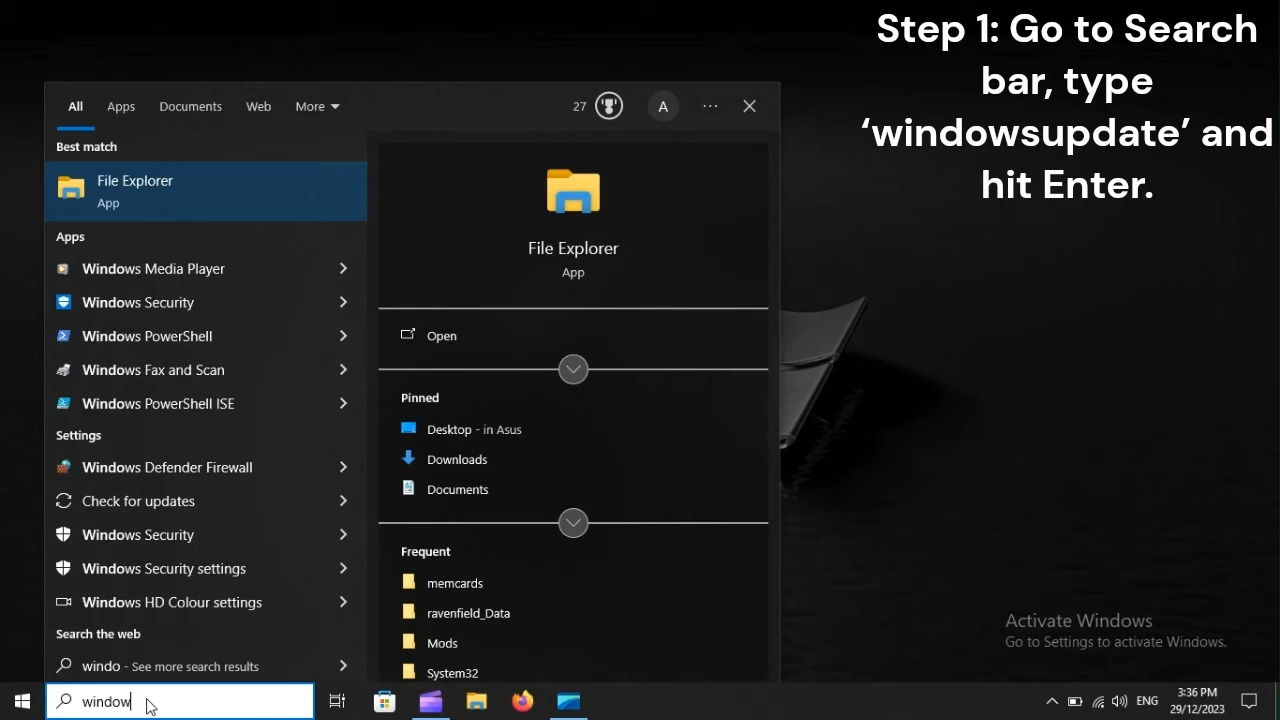 Step 1: Go to Search
bar, type
‘windowsupdate’ and
hit Enter.
All Apps Documents Web More 27 A ...
Best match
File Explorer
App
Apps
Windows Media Player
Windows Security
Windows PowerShell
Windows Fax and Scan
Windows PowerShell ISE
Settings
Windows Defender Firewall
Check for updates
Windows Security
Windows Security settings
Windows HD Colour settings
Search the web
windo - See more search results
File Explorer
App
Open
Pinned
Desktop - in Asus
Downloads
Documents
Frequent
memcards
ravenfield_Data
Mods
System32
Activate Windows
Go to Settings to activate Windows.
window
ENG
3:36 PM
29/12/2023